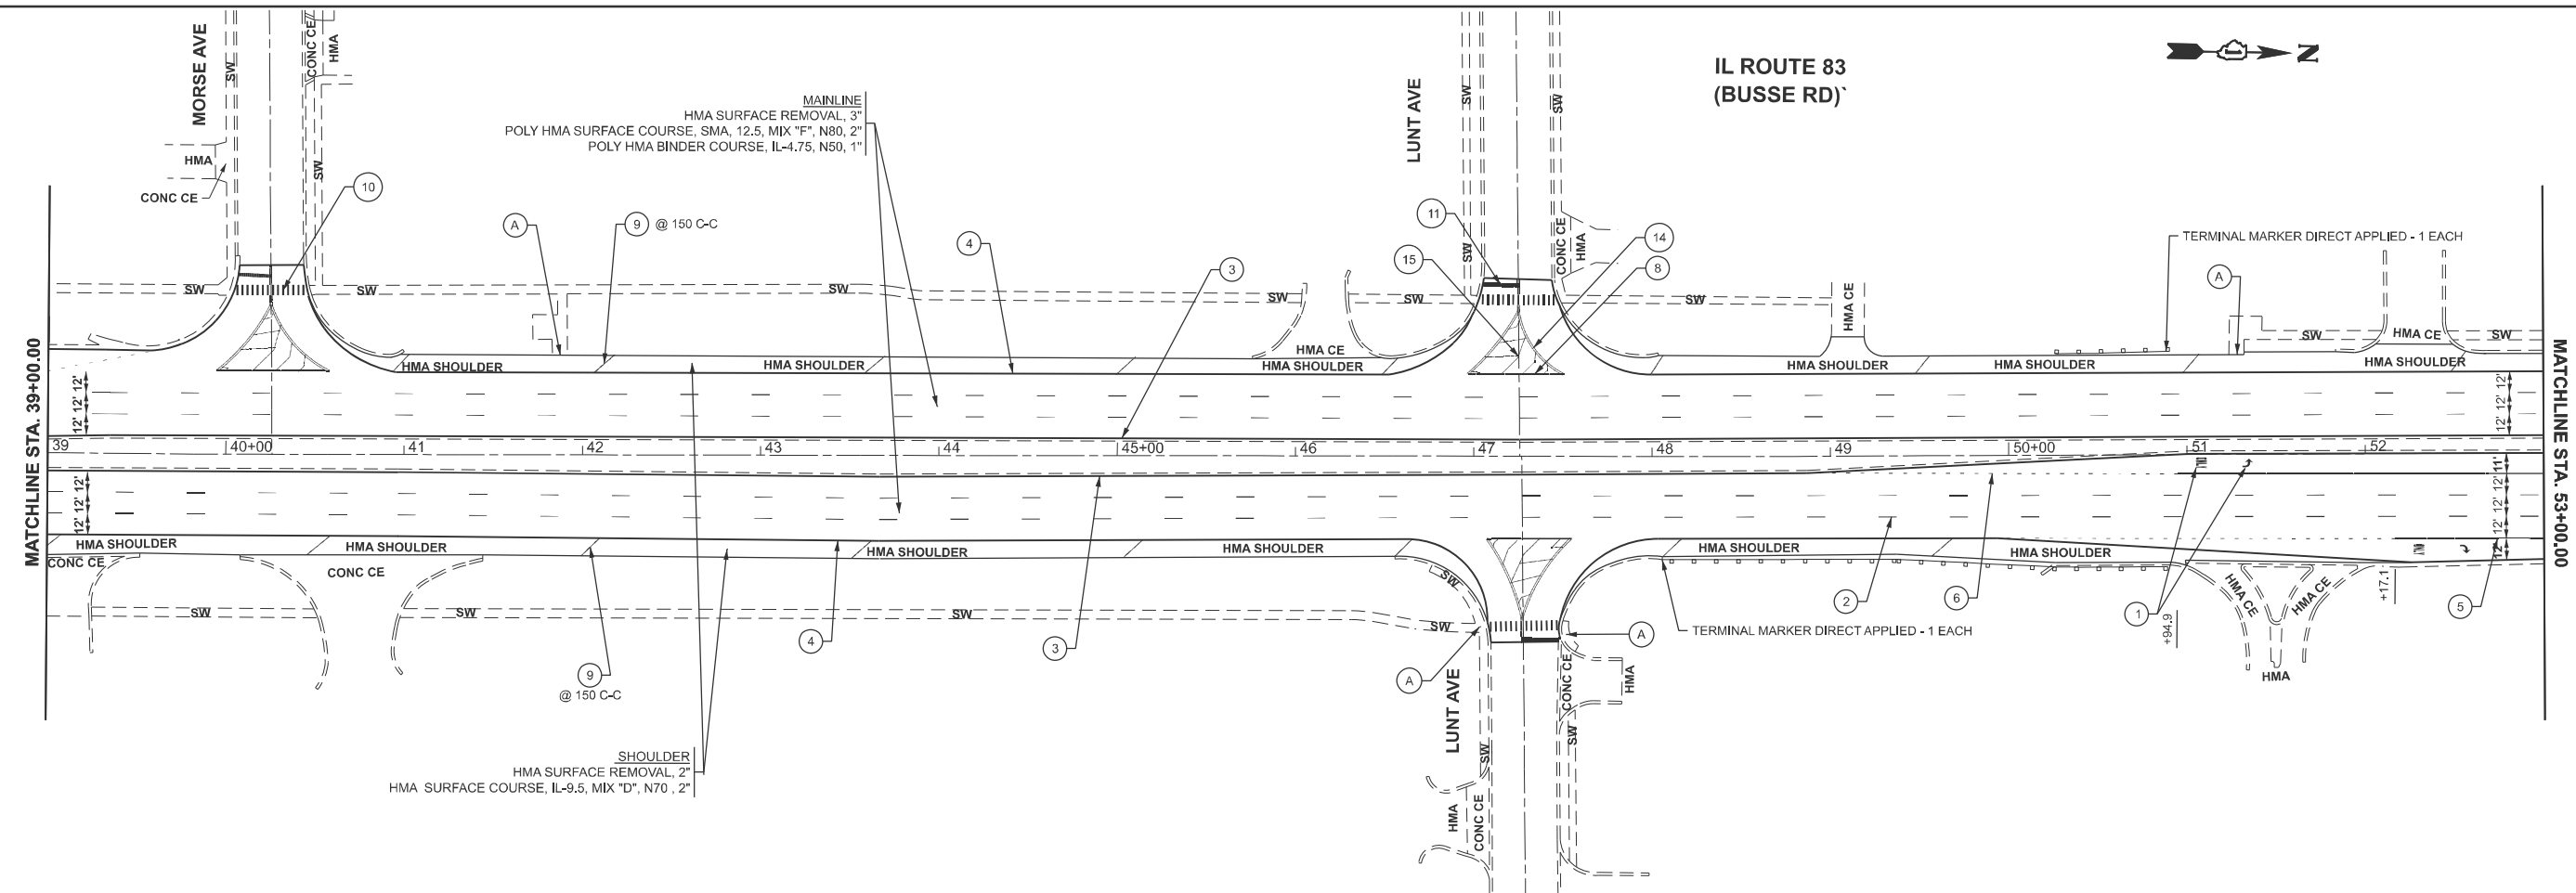 MORSE AVE
SW
CONC CE
HMA
SW
HMA
CONC CE
10
MAINLINE
HMA SURFACE REMOVAL, 3"
POLY HMA SURFACE COURSE, SMA, 12.5, MIX "F", N80, 2"
POLY HMA BINDER COURSE, IL-4.75, N50, 1"
LUNT AVE
SW
SW
IL ROUTE 83
(BUSSE RD)`
N
A
9 @ 150 C-C
4
3
11
15
SW
CONC CE
HMA
14
8
TERMINAL MARKER DIRECT APPLIED - 1 EACH
A
SW
SW
SW
SW
SW
SW
HMA CE
HMA CE
SW
HMA CE
SW
HMA SHOULDER
HMA SHOULDER
HMA SHOULDER
HMA SHOULDER
HMA SHOULDER
HMA SHOULDER
MATCHLINE STA. 39+00.00
12' 12' 12'
12' 12' 12'
MATCHLINE STA. 53+00.00
39
40+00
41
42
43
44
45+00
46
47
48
49
50+00
51
52
12' 12' 12'
12' 12' 12' 11'
12'
HMA SHOULDER
HMA SHOULDER
HMA SHOULDER
HMA SHOULDER
HMA SHOULDER
HMA SHOULDER
CONC CE
CONC CE
SW
SW
SW
SW
SW
9
@ 150 C-C
4
3
A
A
TERMINAL MARKER DIRECT APPLIED - 1 EACH
2
6
1
+94.9
HMA CE
HMA CE
HMA
+17.1
5
SHOULDER
HMA SURFACE REMOVAL, 2"
HMA SURFACE COURSE, IL-9.5, MIX "D", N70 , 2"
LUNT AVE
SW
CONC CE
HMA
SW
HMA
CONC CE